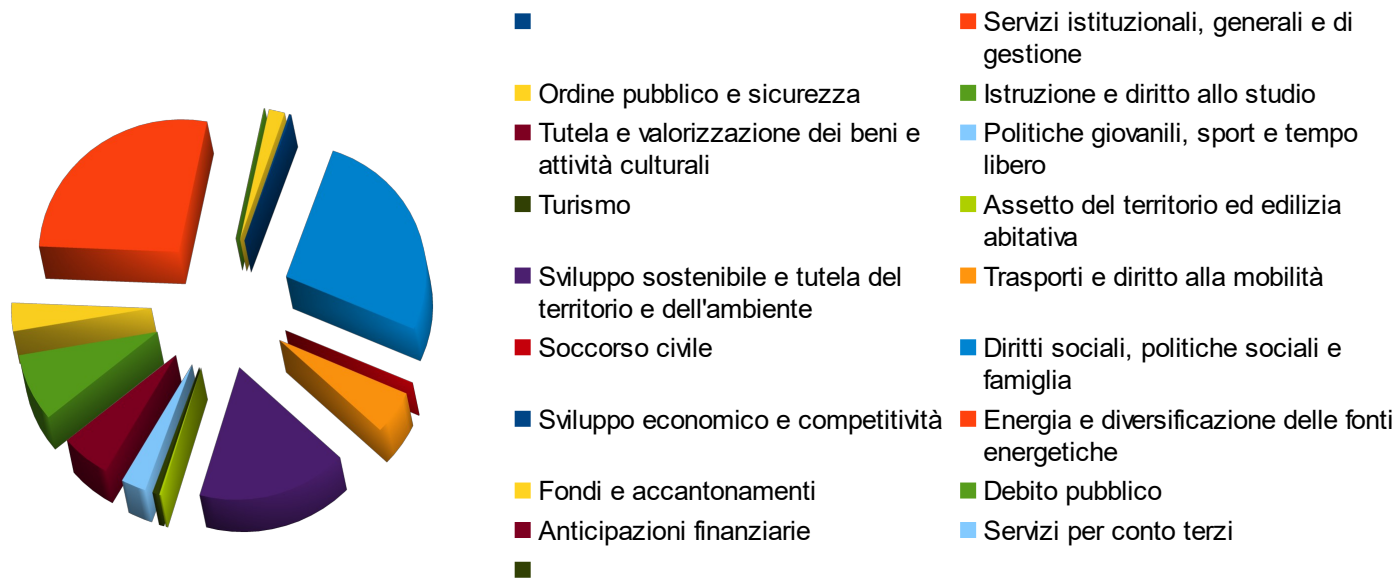 Servizi istituzionali, generali e di
gestione
Ordine pubblico e sicurezza
Istruzione e diritto allo studio
Tutela e valorizzazione dei beni e
attività culturali
Politiche giovanili, sport e tempo
libero
Turismo
Assetto del territorio ed edilizia
abitativa
Sviluppo sostenibile e tutela del
territorio e dell'ambiente
Trasporti e diritto alla mobilità
Soccorso civile
Diritti sociali, politiche sociali e
famiglia
Sviluppo economico e competitività
Energia e diversificazione delle fonti
energetiche
Fondi e accantonamenti
Debito pubblico
Anticipazioni finanziarie
Servizi per conto terzi